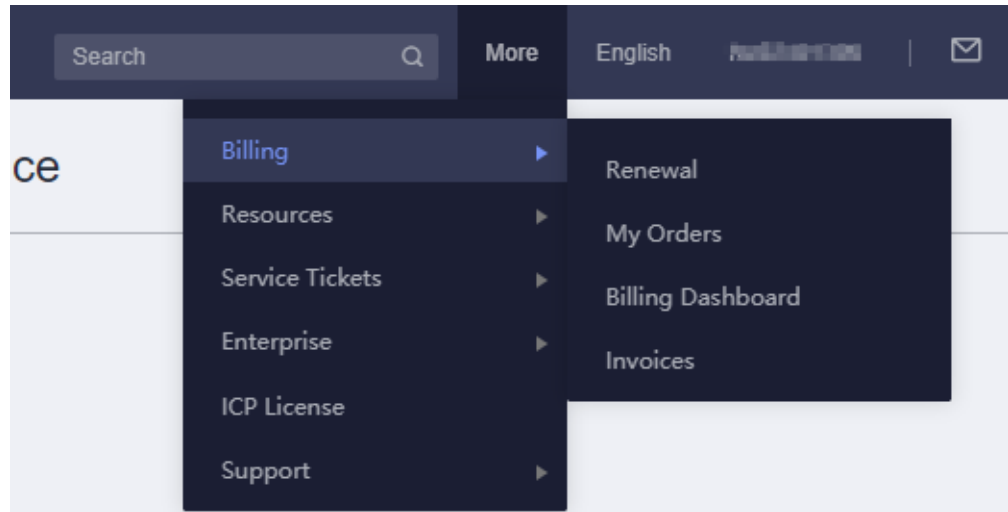 Search
More
English
ce
Billing
Resources
Service Tickets
Enterprise
ICP License
Support
Renewal
My Orders
Billing Dashboard
Invoices